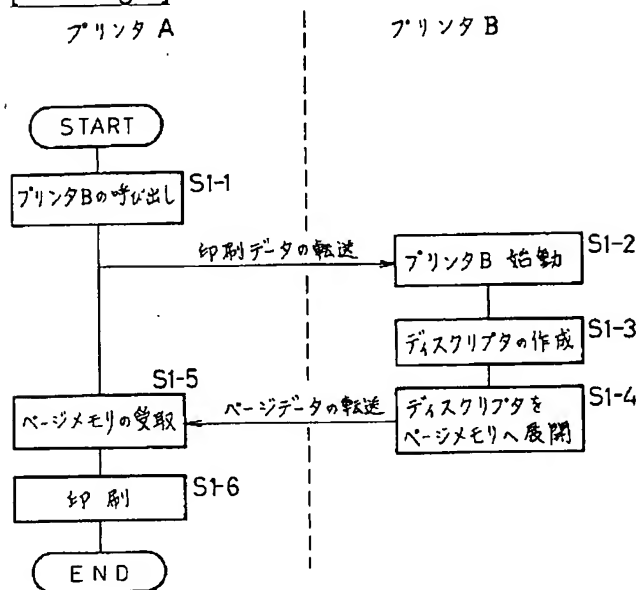 プリンタA
プリンタB
START
プリンタBの呼び出し
S1-1
印刷データの転送
プリンタB 始動
S1-2
ディスクリプタの作成
S1-3
S1-5
ページメモリの受取
ページデータの転送
ディスクリプタを
ページメモリへ展開
S1-4
印刷
S1-6
END